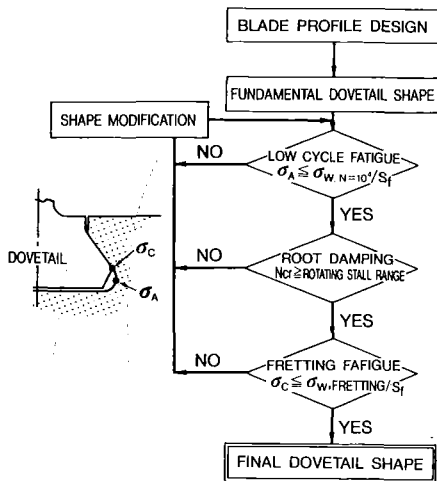 BLADE PROFILE DESIGN
FUNDAMENTAL DOVETAIL SHAPE
SHAPE MODIFICATION
NO
LOW CYCLE FATIGUE
σA ≦ σW, N=10⁴/Sf
YES
DOVETAIL
σC
σA
NO
ROOT DAMPING
Ncr ≧ ROTATING STALL RANGE
YES
NO
FRETTING FAFIGUE
σC ≦ σW, FRETTING/Sf
YES
FINAL DOVETAIL SHAPE